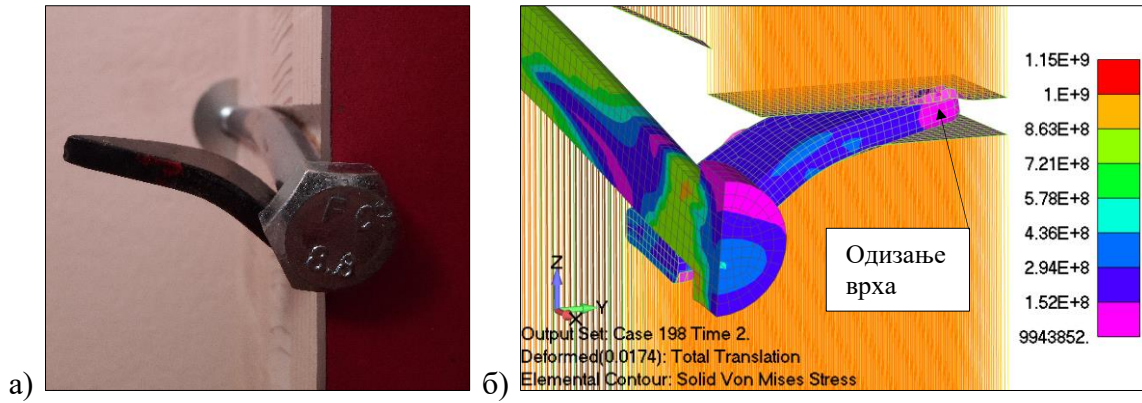 а)
F C
8.8
б)
1.15E+9
1.E+9
8.63E+8
7.21E+8
5.78E+8
4.36E+8
2.94E+8
1.52E+8
9943852.
Одизање
врха
Z
Y
X
Output Set: Case 198 Time 2.
Deformed(0.0174): Total Translation
Elemental Contour: Solid Von Mises Stress